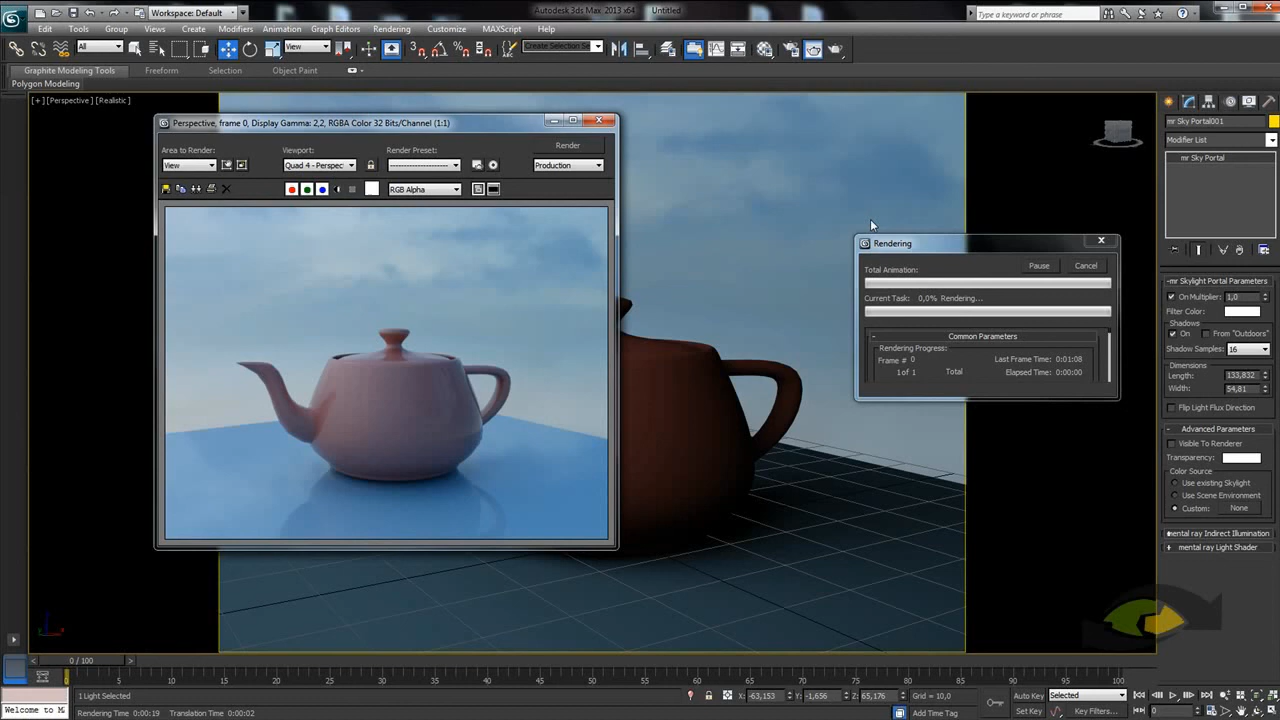 Workspace: Default
Autodesk 3ds Max 2013 x64 Untitled
Type a keyword or phrase
Edit Tools Group Views Create Modifiers Animation Graph Editors Rendering Customize MAXScript Help
All
View
Create Selection Se
Graphite Modeling Tools Freeform Selection Object Paint
Polygon Modeling
[+] [Perspective] [Realistic]
Perspective, frame 0, Display Gamma: 2,2, RGBA Color 32 Bits/Channel (1:1)
Area to Render:
View
Viewport:
Quad 4 - Perspec
Render Preset:
--------------------
Render
Production
RGB Alpha
Rendering
Total Animation:
Pause Cancel
Current Task: 0,0% Rendering...
- Common Parameters
Rendering Progress:
Frame # 0 Last Frame Time: 0:01:08
1 of 1 Total Elapsed Time: 0:00:00
mr Sky Portal001
Modifier List
mr Sky Portal
- mr Skylight Portal Parameters
On Multiplier: 1,0
Filter Color:
Shadows
On From "Outdoors"
Shadow Samples: 16
Dimensions
Length: 133,832
Width: 54,81
Flip Light Flux Direction
- Advanced Parameters
Visible To Renderer
Transparency:
Color Source
Use existing Skylight
Use Scene Environment
Custom: None
+ mental ray Indirect Illumination
+ mental ray Light Shader
0 / 100
0 5 10 15 20 25 30 35 40 45 50 55 60 65 70 75 80 85 90 95 100
1 Light Selected
X: -63,153 Y: -1,656 Z: 65,176 Grid = 10,0
Auto Key Selected
Welcome to M
Rendering Time 0:00:19 Translation Time 0:00:02
Add Time Tag
Set Key Key Filters...
0